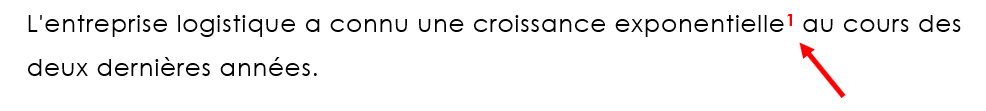 L'entreprise logistique a connu une croissance exponentielle¹ au cours des
deux dernières années.